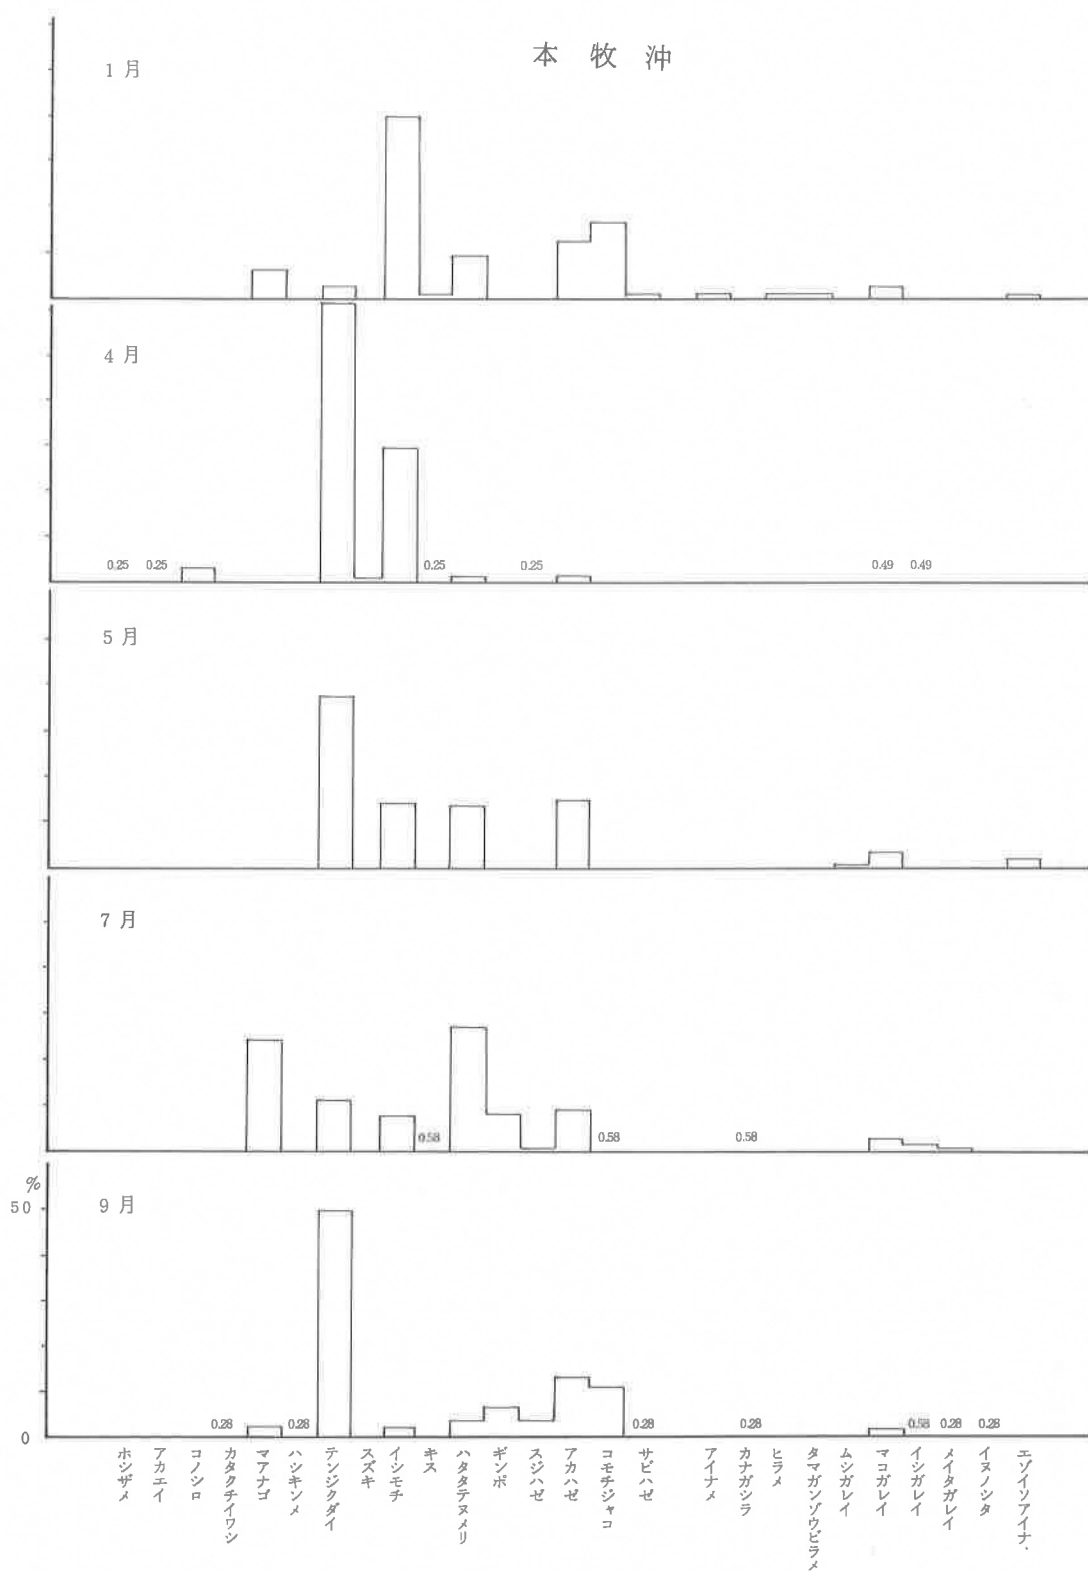 本牧沖
1月
4月
0.25 0.25 0.25 0.25 0.49 0.49
5月
7月
0.58 0.58 0.58
%
50 9月
0.28 0.28 0.28 0.28 0.58 0.28 0.28
0
ホシザメ
アカエイ
コノシロ
カタクチイワシ
マアナゴ
ハシキンメ
テンジクダイ
スズキ
イシモチ
キス
ハタタテヌメリ
ギンポ
スジハゼ
アカハゼ
コモチジャコ
サビハゼ
アイナメ
カナガシラ
ヒラメ
タマガンゾウビラメ
ムシガレイ
マコガレイ
イシガレイ
メイタガレイ
イヌノシタ
エゾイソアイナ.